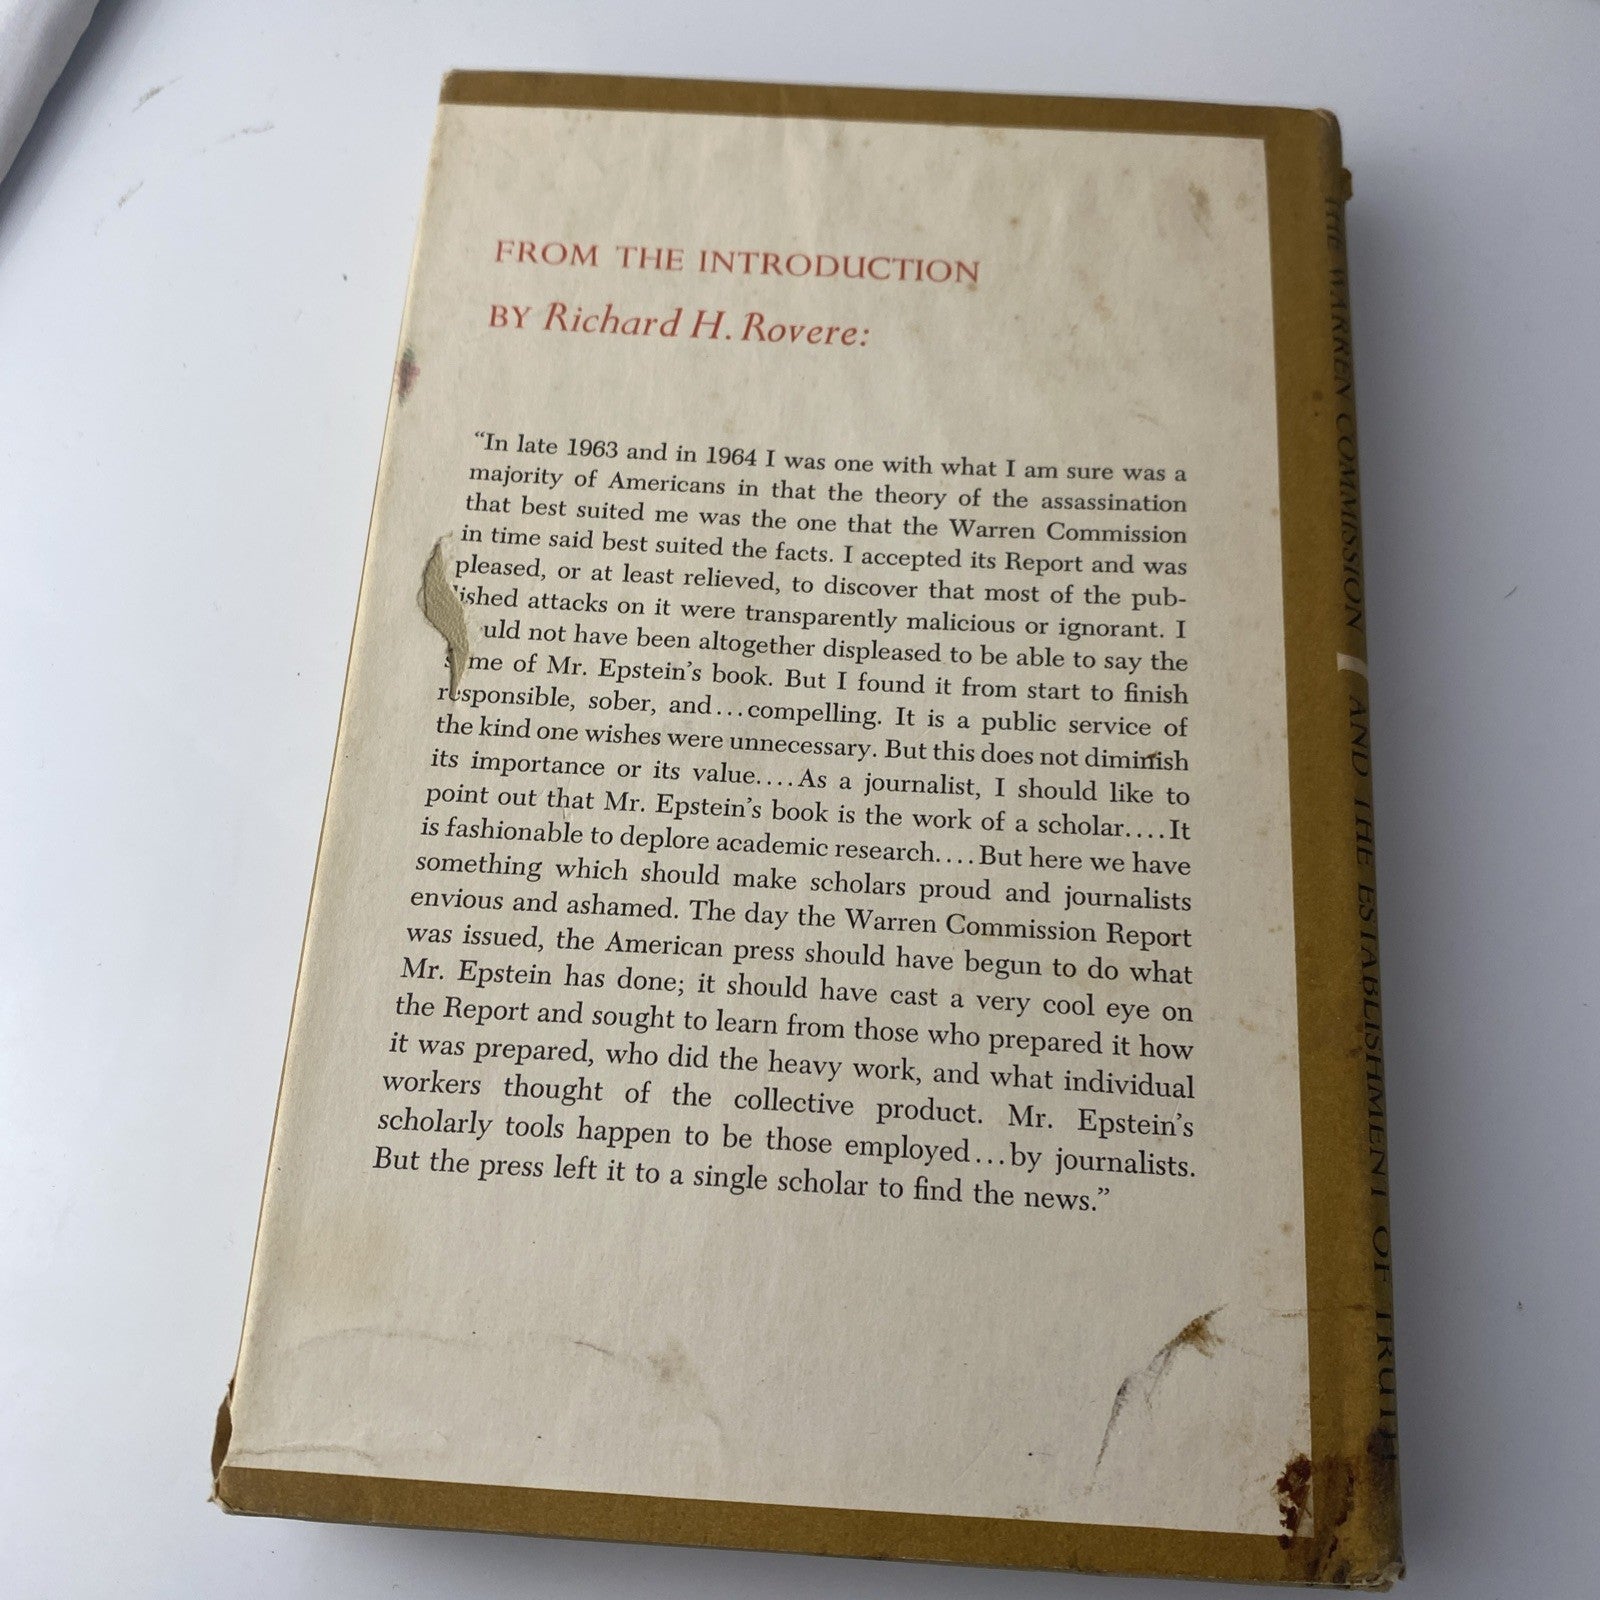 FROM THE INTRODUCTION
BY Richard H. Rovere:
"In late 1963 and in 1964 I was one with what I am sure was a
majority of Americans in that the theory of the assassination
that best suited me was the one that the Warren Commission
in time said best suited the facts. I accepted its Report and was
pleased, or at least relieved, to discover that most of the pub-
lished attacks on it were transparently malicious or ignorant. I
uld not have been altogether displeased to be able to say the
same of Mr. Epstein's book. But I found it from start to finish
responsible, sober, and...compelling. It is a public service of
the kind one wishes were unnecessary. But this does not diminish
its importance or its value....As a journalist, I should like to
point out that Mr. Epstein's book is the work of a scholar....It
is fashionable to deplore academic research....But here we have
something which should make scholars proud and journalists
envious and ashamed. The day the Warren Commission Report
was issued, the American press should have begun to do what
Mr. Epstein has done; it should have cast a very cool eye on
the Report and sought to learn from those who prepared it how
it was prepared, who did the heavy work, and what individual
workers thought of the collective product. Mr. Epstein's
scholarly tools happen to be those employed...by journalists.
But the press left it to a single scholar to find the news."
THE WARREN COMMISSION AND THE ESTABLISHMENT OF TRUTH